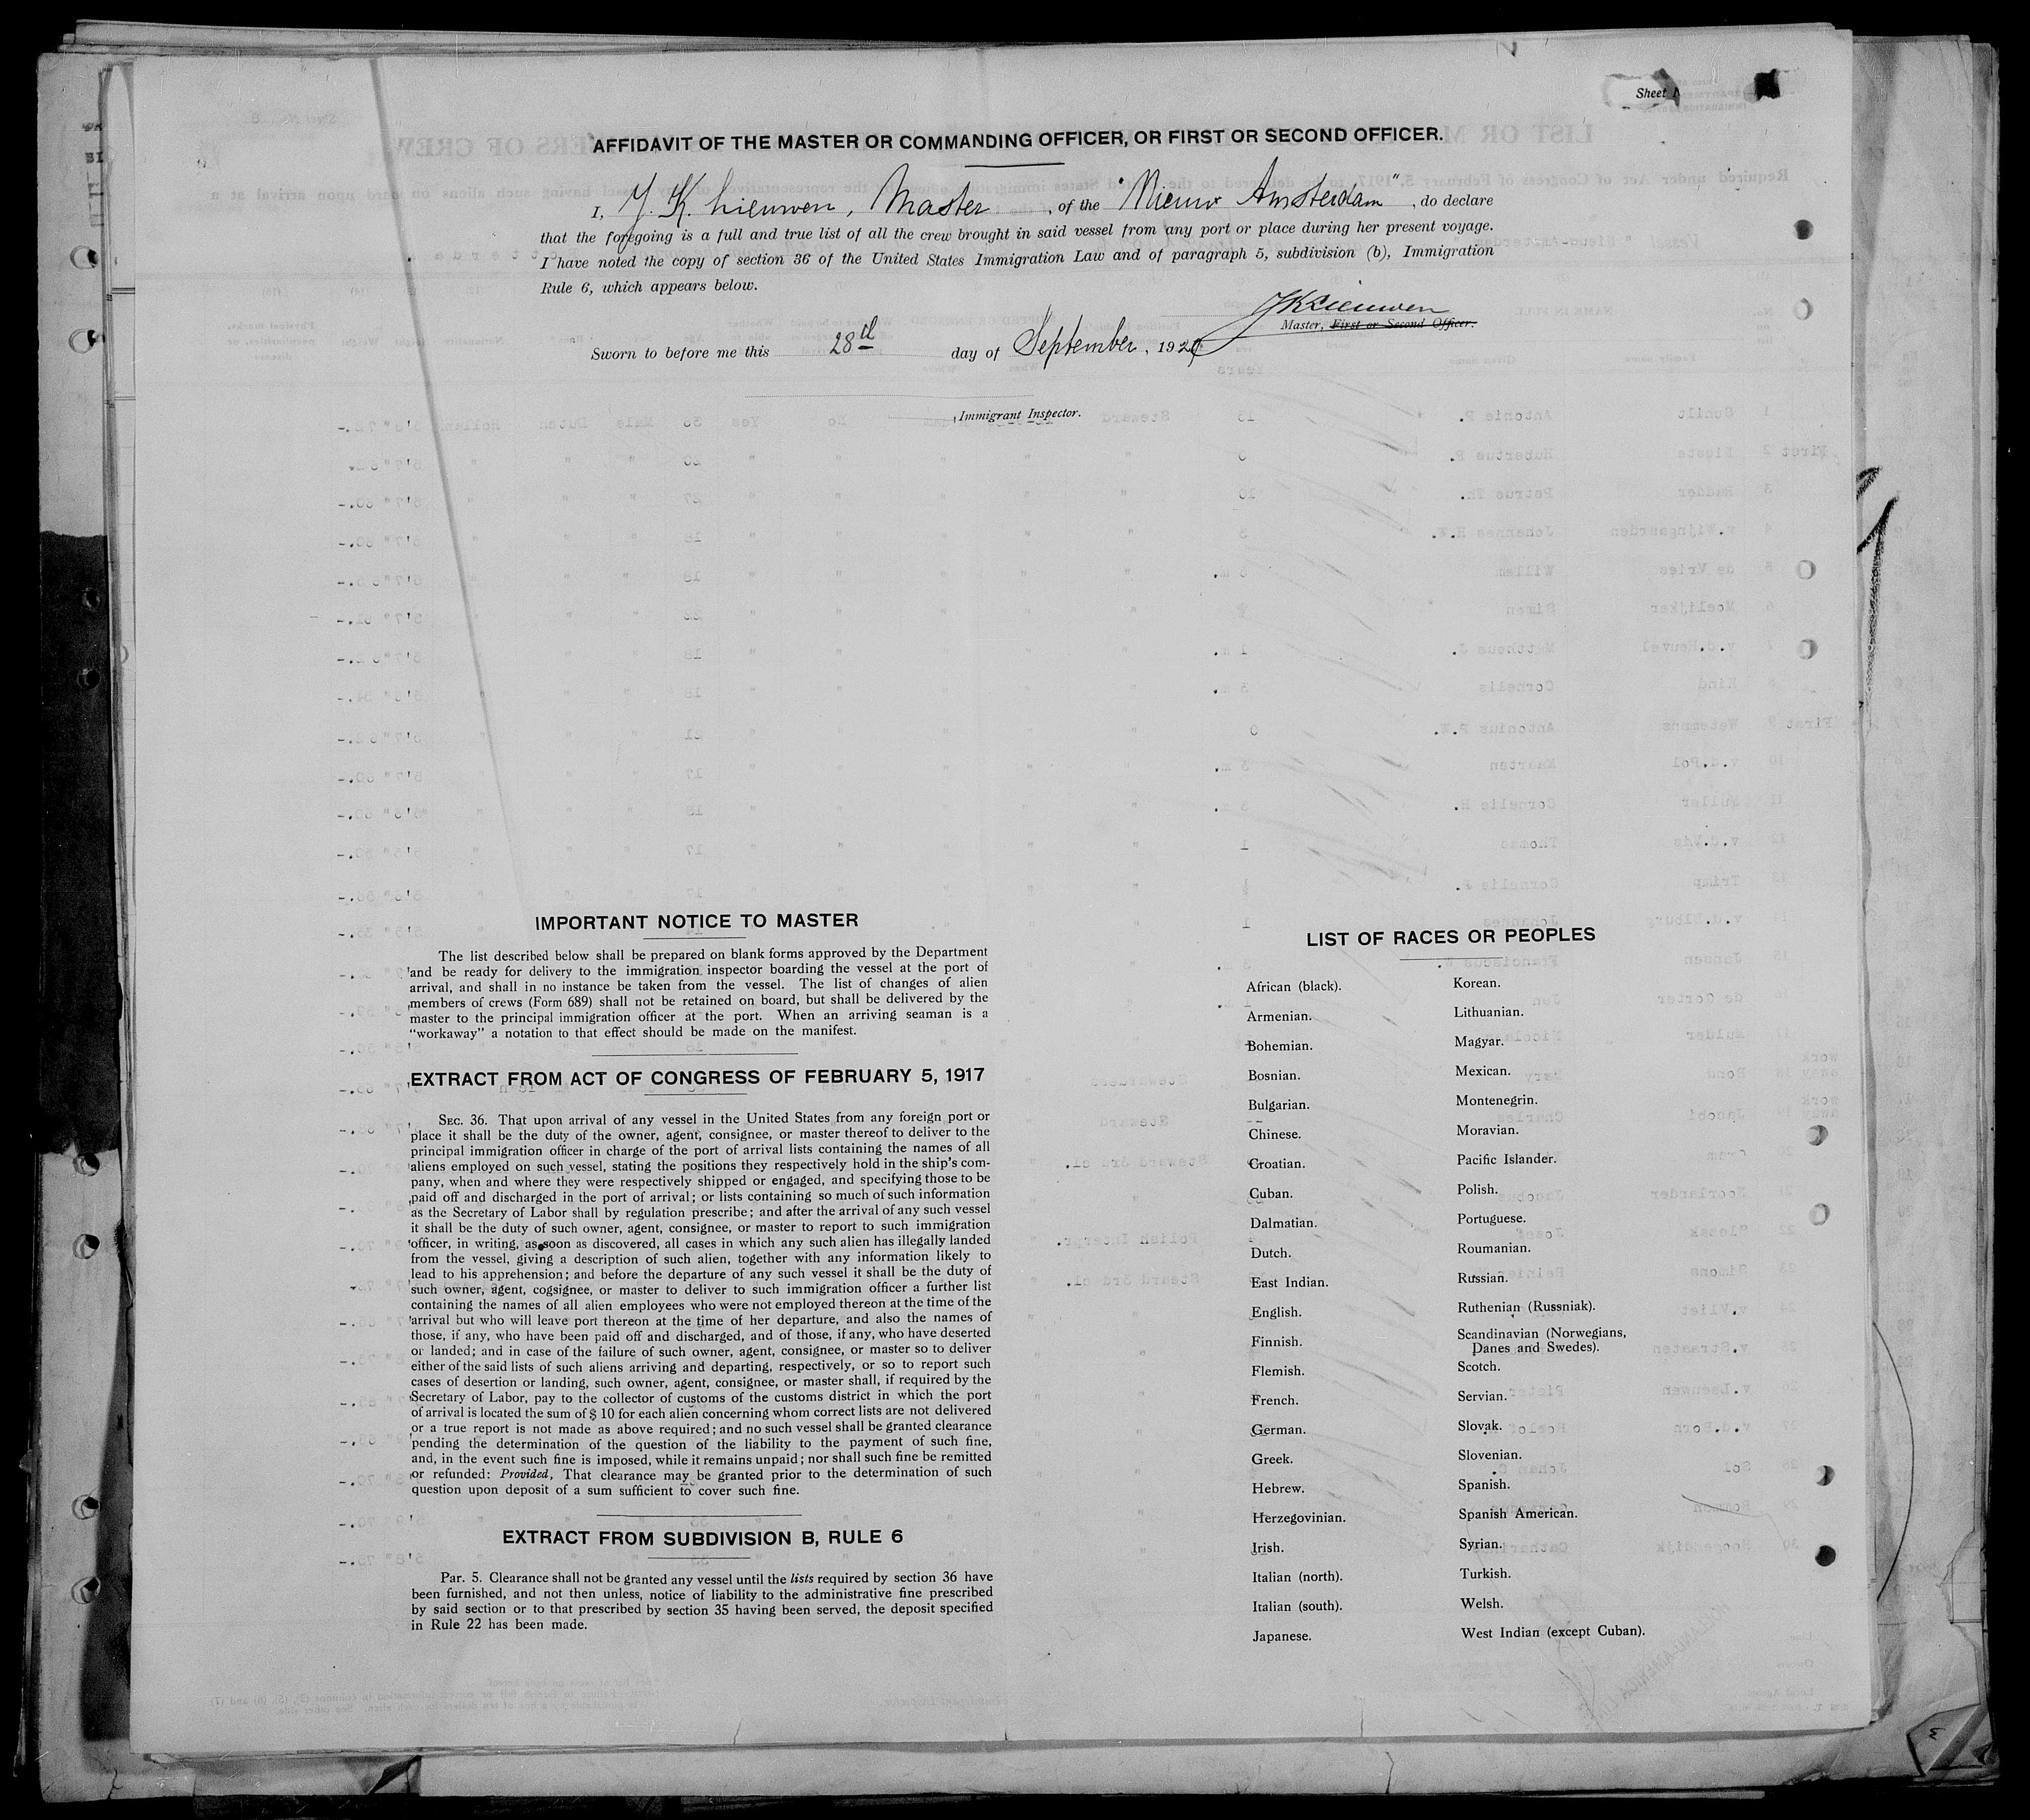 Sheet
AFFIDAVIT OF THE MASTER OR COMMANDING OFFICER, OR FIRST OR SECOND OFFICER.
I, Y. K. Lieuwen, Master, of the "Nieuw Amsterdam", do declare
that the foregoing is a full and true list of all the crew brought in said vessel from any port or place during her present voyage.
I have noted the copy of section 36 of the United States Immigration Law and of paragraph 5, subdivision (b), Immigration
Rule 6, which appears below.
YKLieuwen
Master, First or Second Officer.
Sworn to before me this 28th day of September, 192
Immigrant Inspector.
IMPORTANT NOTICE TO MASTER
The list described below shall be prepared on blank forms approved by the Department
and be ready for delivery to the immigration inspector boarding the vessel at the port of
arrival, and shall in no instance be taken from the vessel. The list of changes of alien
members of crews (Form 689) shall not be retained on board, but shall be delivered by the
master to the principal immigration officer at the port. When an arriving seaman is a
"workaway" a notation to that effect should be made on the manifest.
EXTRACT FROM ACT OF CONGRESS OF FEBRUARY 5, 1917
SEC. 36. That upon arrival of any vessel in the United States from any foreign port or
place it shall be the duty of the owner, agent, consignee, or master thereof to deliver to the
principal immigration officer in charge of the port of arrival lists containing the names of all
aliens employed on such vessel, stating the positions they respectively hold in the ship's com-
pany, when and where they were respectively shipped or engaged, and specifying those to be
paid off and discharged in the port of arrival; or lists containing so much of such information
as the Secretary of Labor shall by regulation prescribe; and after the arrival of any such vessel
it shall be the duty of such owner, agent, consignee, or master to report to such immigration
officer, in writing, as soon as discovered, all cases in which any such alien has illegally landed
from the vessel, giving a description of such alien, together with any information likely to
lead to his apprehension; and before the departure of any such vessel it shall be the duty of
such owner, agent, cogsignee, or master to deliver to such immigration officer a further list
containing the names of all alien employees who were not employed thereon at the time of the
arrival but who will leave port thereon at the time of her departure, and also the names of
those, if any, who have been paid off and discharged, and of those, if any, who have deserted
or landed; and in case of the failure of such owner, agent, consignee, or master so to deliver
either of the said lists of such aliens arriving and departing, respectively, or so to report such
cases of desertion or landing, such owner, agent, consignee, or master shall, if required by the
Secretary of Labor, pay to the collector of customs of the customs district in which the port
of arrival is located the sum of $ 10 for each alien concerning whom correct lists are not delivered
or a true report is not made as above required; and no such vessel shall be granted clearance
pending the determination of the question of the liability to the payment of such fine,
and, in the event such fine is imposed, while it remains unpaid; nor shall such fine be remitted
or refunded: Provided, That clearance may be granted prior to the determination of such
question upon deposit of a sum sufficient to cover such fine.
EXTRACT FROM SUBDIVISION B, RULE 6
Par. 5. Clearance shall not be granted any vessel until the lists required by section 36 have
been furnished, and not then unless, notice of liability to the administrative fine prescribed
by said section or to that prescribed by section 35 having been served, the deposit specified
in Rule 22 has been made.
LIST OF RACES OR PEOPLES
African (black).
Armenian.
Bohemian.
Bosnian.
Bulgarian.
Chinese.
Croatian.
Cuban.
Dalmatian.
Dutch.
East Indian.
English.
Finnish.
Flemish.
French.
German.
Greek.
Hebrew.
Herzegovinian.
Irish.
Italian (north).
Italian (south).
Japanese.
Korean.
Lithuanian.
Magyar.
Mexican.
Montenegrin.
Moravian.
Pacific Islander.
Polish.
Portuguese.
Roumanian.
Russian.
Ruthenian (Russniak).
Scandinavian (Norwegians,
Danes and Swedes).
Scotch.
Servian.
Slovak.
Slovenian.
Spanish.
Spanish American.
Syrian.
Turkish.
Welsh.
West Indian (except Cuban).